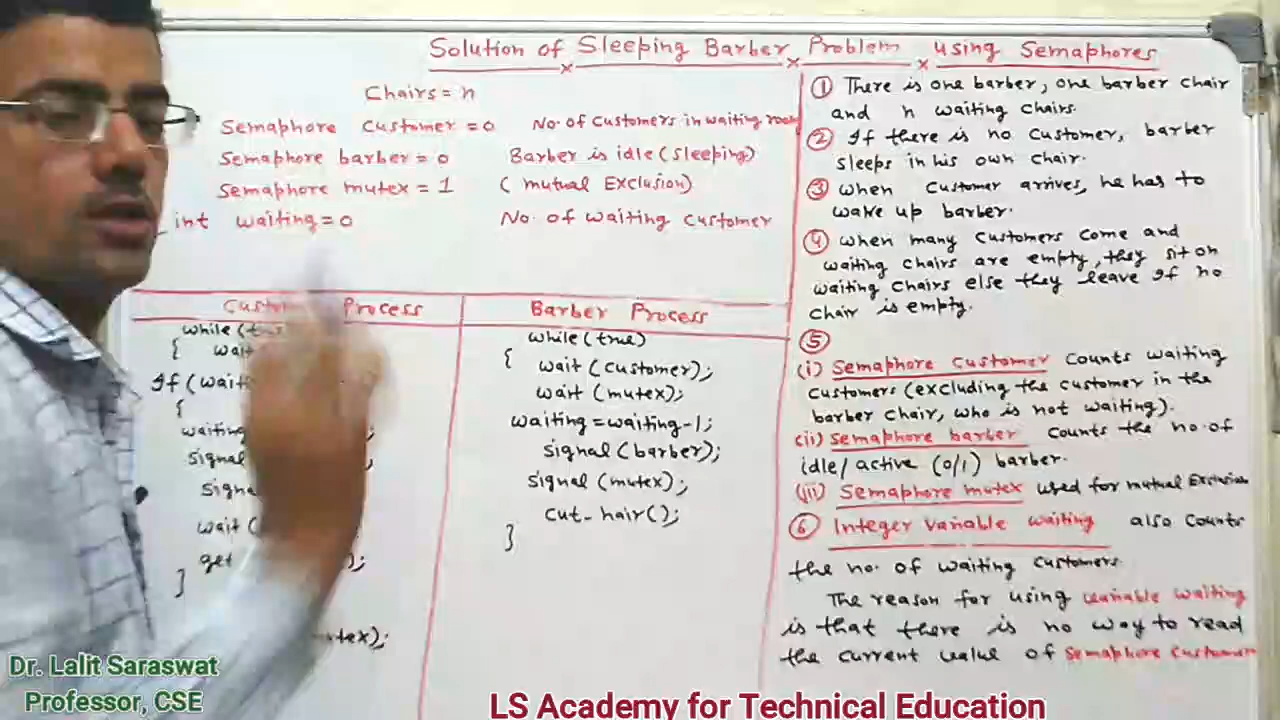 Solution of Sleeping Barber Problem using Semaphores
Chairs = n
Semaphore customer = 0 No. of customers in waiting room
Semaphore barber = 0 Barber is idle (Sleeping)
Semaphore mutex = 1 ( mutual Exclusion)
int waiting = 0 No. of waiting customer
Process
while(
{
If (
{
waiting
signal
wait (
get );
}
);
Barber Process
while(true)
{ wait (customer);
wait (mutex);
waiting = waiting-1;
signal (barber);
signal (mutex);
cut_hair();
}
① There is one barber, one barber chair
and n waiting chairs.
② If there is no customer, barber
sleeps in his own chair.
③ when customer arrives, he has to
wake up barber.
④ when many customers come and
waiting chairs are empty, they sit on
waiting chairs else they leave if no
chair is empty.
⑤
(i) Semaphore customer counts waiting
customers (excluding the customer in the
barber chair, who is not waiting).
(ii) Semaphore barber counts the no. of
idle/active (0/1) barber.
(iii) Semaphore mutex used for mutual Exclusion
⑥ Integer variable waiting also counts
the no. of waiting customers.
The reason for using variable waiting
is that there is no way to read
the current value of semaphore customer
Dr. Lalit Saraswat
Professor, CSE
LS Academy for Technical Education